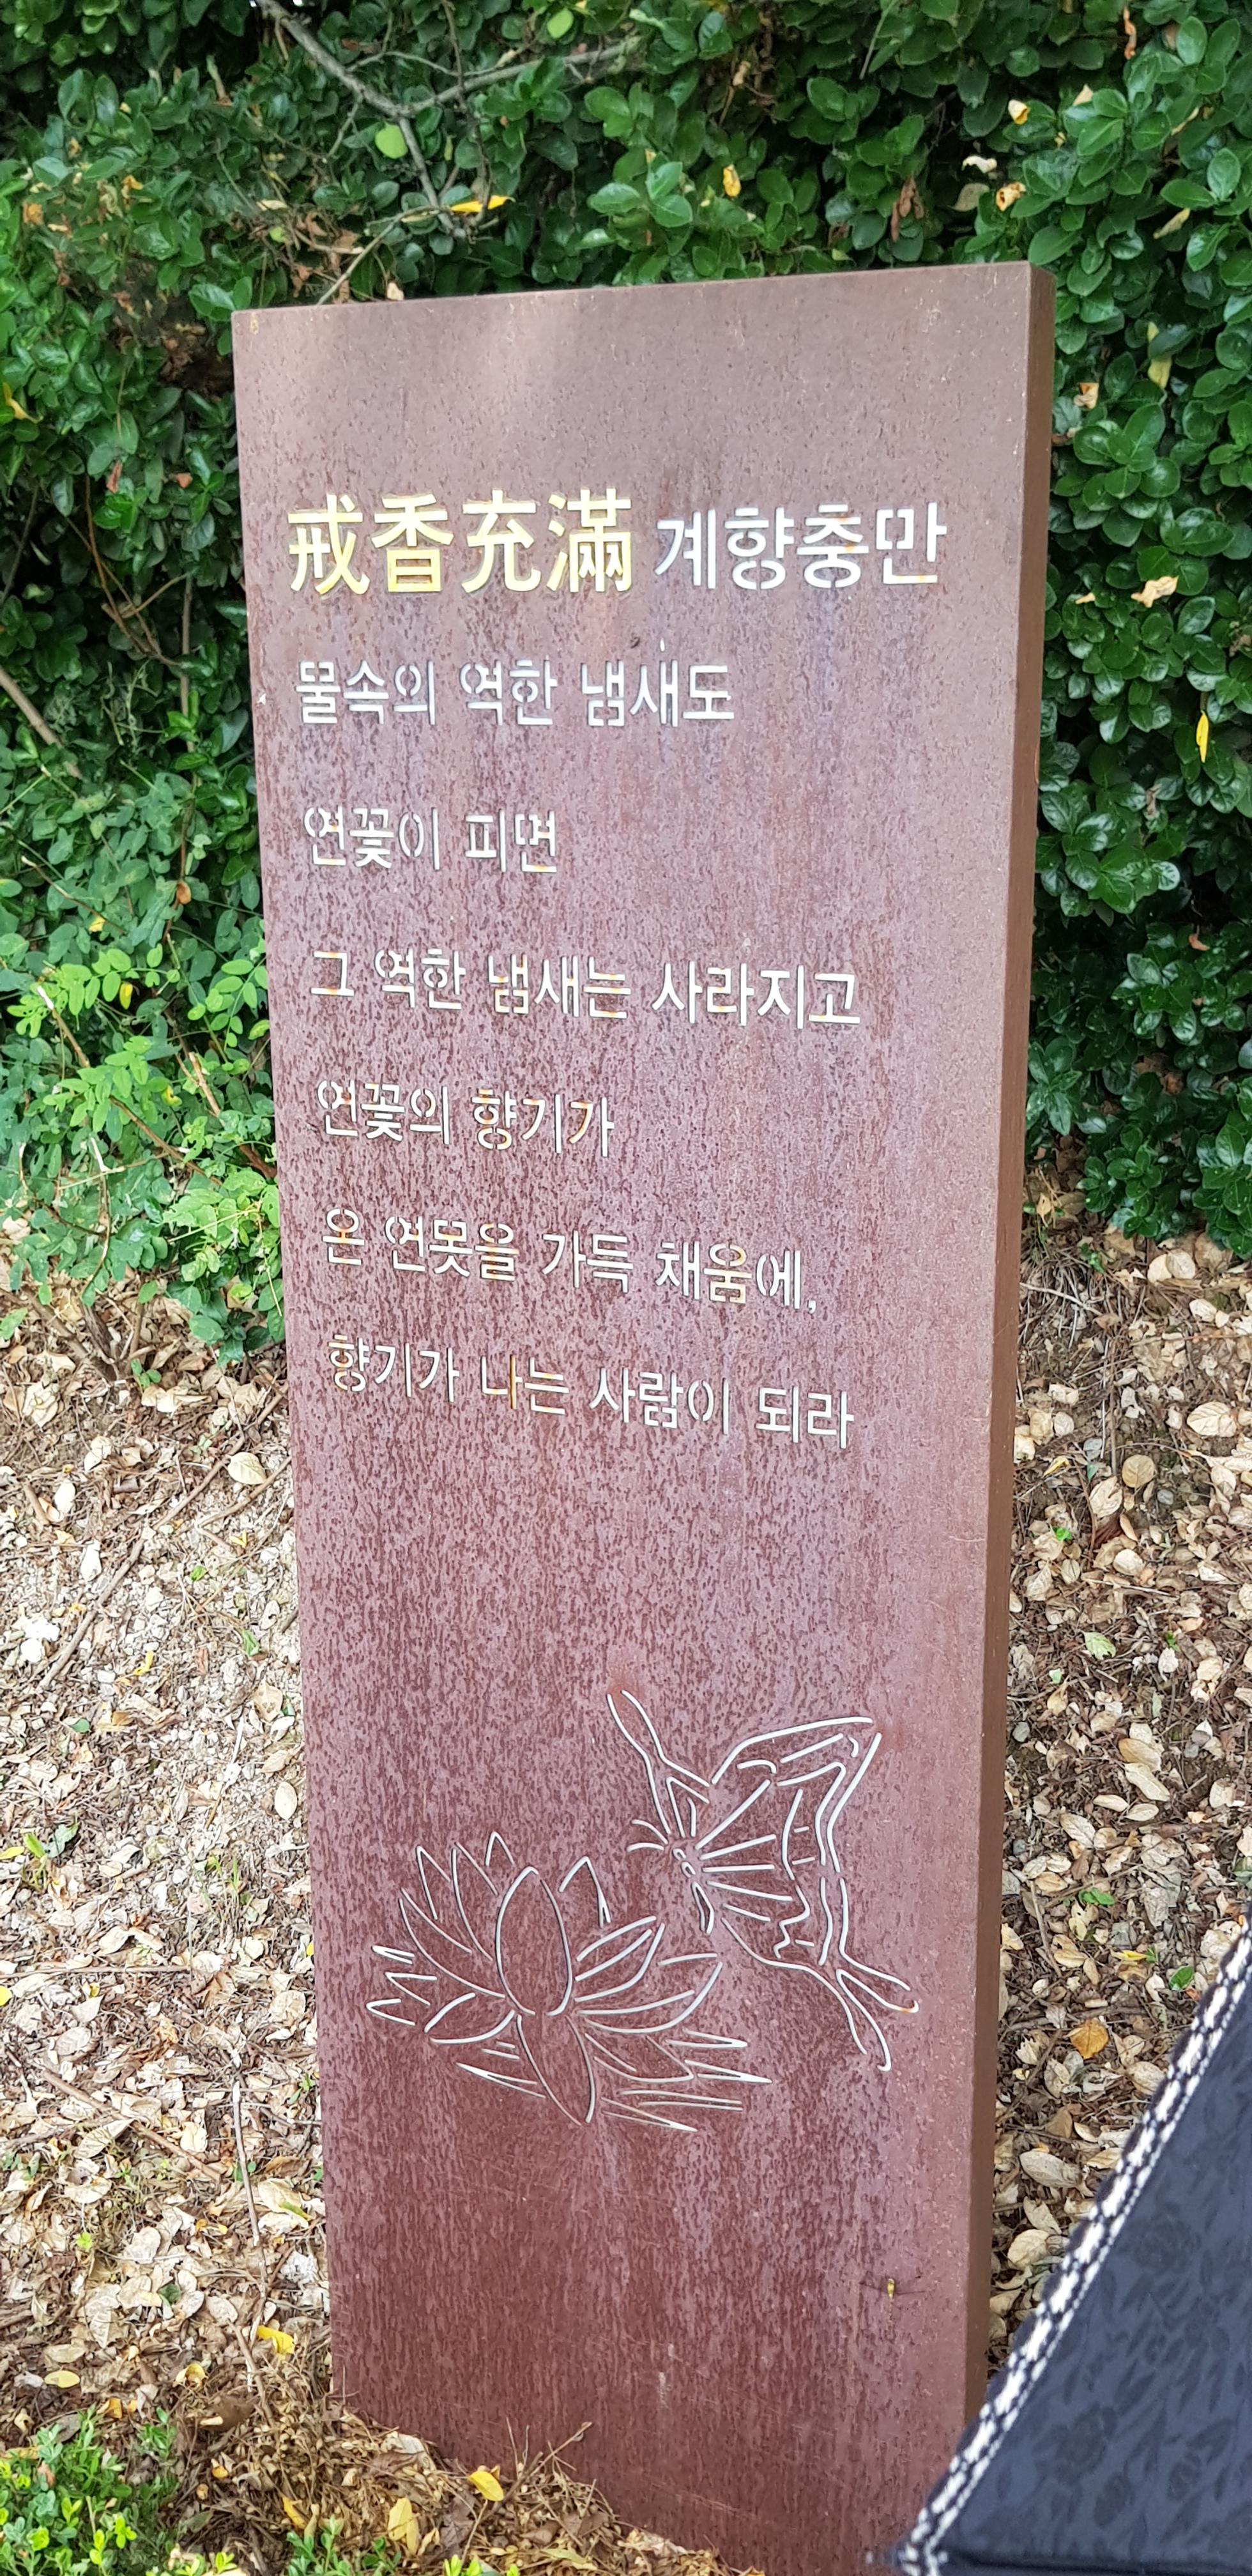 戒香充滿 계향충만
물속의 역한 냄새도
연꽃이 피면
그 역한 냄새는 사라지고
연꽃의 향기가
온 연못을 가득 채움에,
향기가 나는 사람이 되라